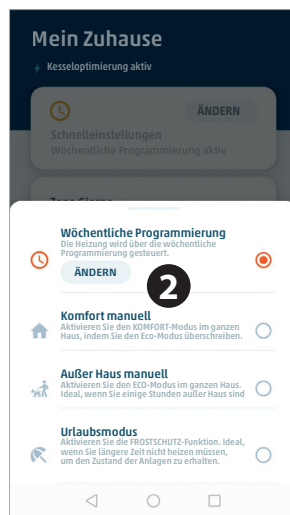 Mein Zuhause
Kesseloptimierung aktiv
ÄNDERN
Schnelleinstellungen
Wöchentliche Programmierung aktiv
Zona Giorno
Wöchentliche Programmierung
Die Heizung wird über die wöchentliche
Programmierung gesteuert.
ÄNDERN
2
Komfort manuell
Aktivieren Sie den KOMFORT-Modus im ganzen
Haus, indem Sie den Eco-Modus überschreiben.
Außer Haus manuell
Aktivieren Sie den ECO-Modus im ganzen Haus.
Ideal, wenn Sie einige Stunden außer Haus sind
Urlaubsmodus
Aktivieren Sie die FROSTSCHUTZ-Funktion. Ideal,
wenn Sie längere Zeit nicht heizen müssen,
um den Zustand der Anlagen zu erhalten.